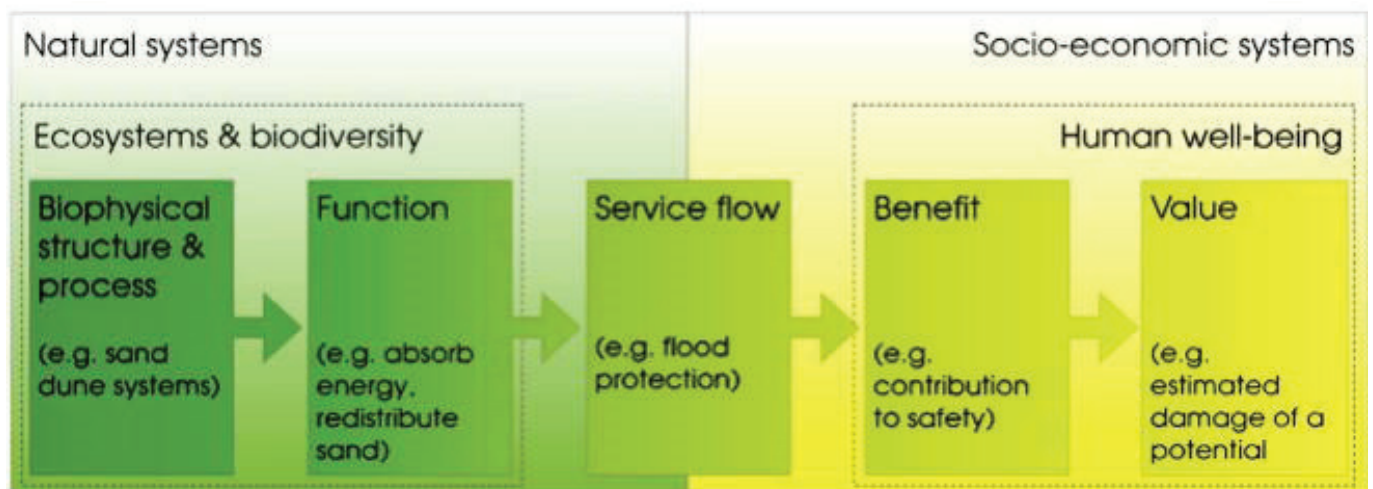 Natural systems
Socio-economic systems
Ecosystems & biodiversity
Human well-being
Biophysical
structure &
process
(e.g. sand
dune systems)
Function
(e.g. absorb
energy,
redistribute
sand)
Service flow
(e.g. flood
protection)
Benefit
(e.g.
contribution
to safety)
Value
(e.g.
estimated
damage of a
potential